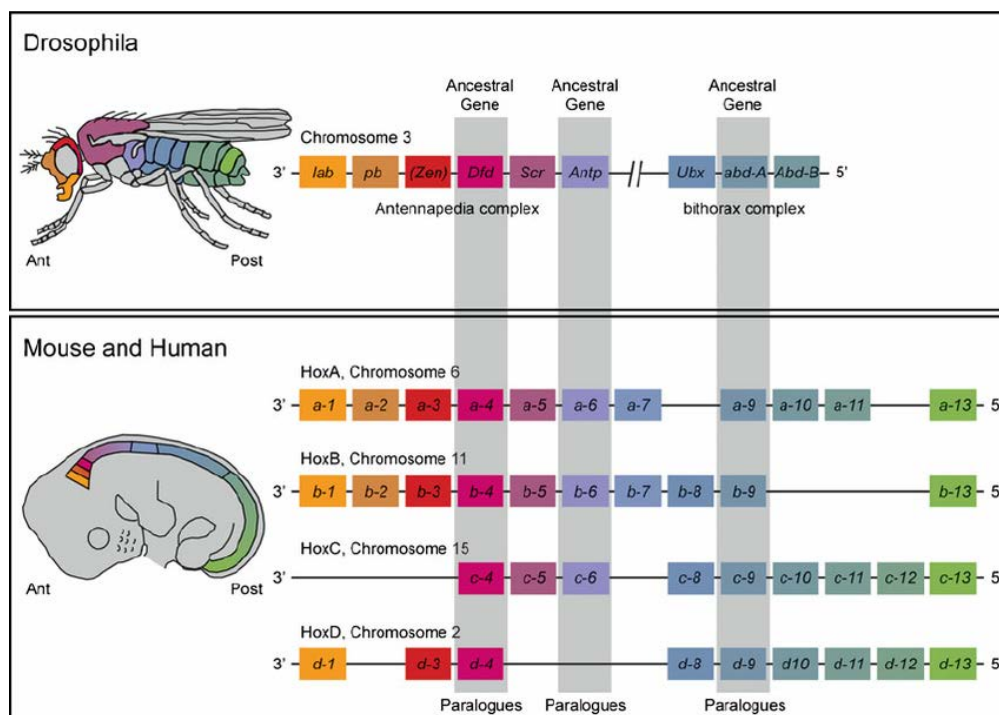 Drosophila
Ancestral Gene
Ancestral Gene
Ancestral Gene
Chromosome 3
3' lab pb (Zen) Dfd Scr Antp // Ubx abd-A Abd-B 5'
Antennapedia complex bithorax complex
Ant Post
Mouse and Human
HoxA, Chromosome 6
3' a-1 a-2 a-3 a-4 a-5 a-6 a-7 a-9 a-10 a-11 a-13 5'
HoxB, Chromosome 11
3' b-1 b-2 b-3 b-4 b-5 b-6 b-7 b-8 b-9 b-13 5'
HoxC, Chromosome 15
3' c-4 c-5 c-6 c-8 c-9 c-10 c-11 c-12 c-13 5'
Ant Post
HoxD, Chromosome 2
3' d-1 d-3 d-4 d-8 d-9 d10 d-11 d-12 d-13 5'
Paralogues Paralogues Paralogues